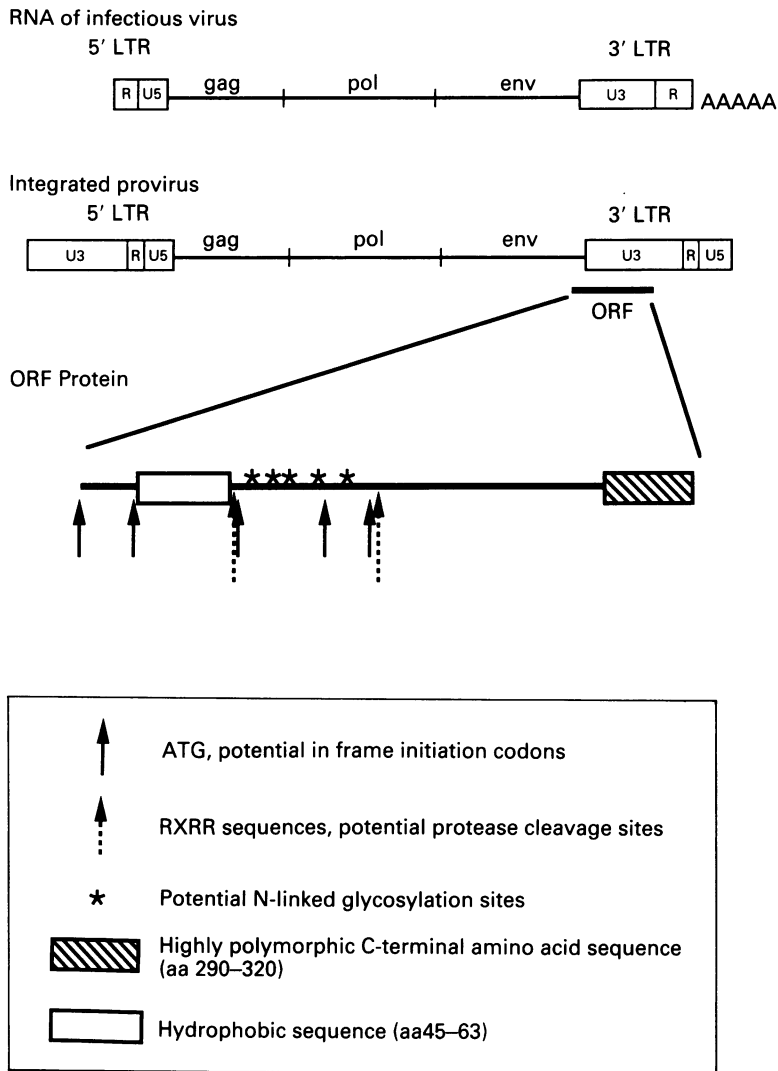 RNA of infectious virus
5′ LTR 3′ LTR
R U5 gag pol env U3 R AAAAA
Integrated provirus
5′ LTR 3′ LTR
U3 R U5 gag pol env U3 R U5
ORF
ORF Protein
* * * * *
ATG, potential in frame initiation codons
RXRR sequences, potential protease cleavage sites
* Potential N-linked glycosylation sites
Highly polymorphic C-terminal amino acid sequence
(aa 290–320)
Hydrophobic sequence (aa45–63)